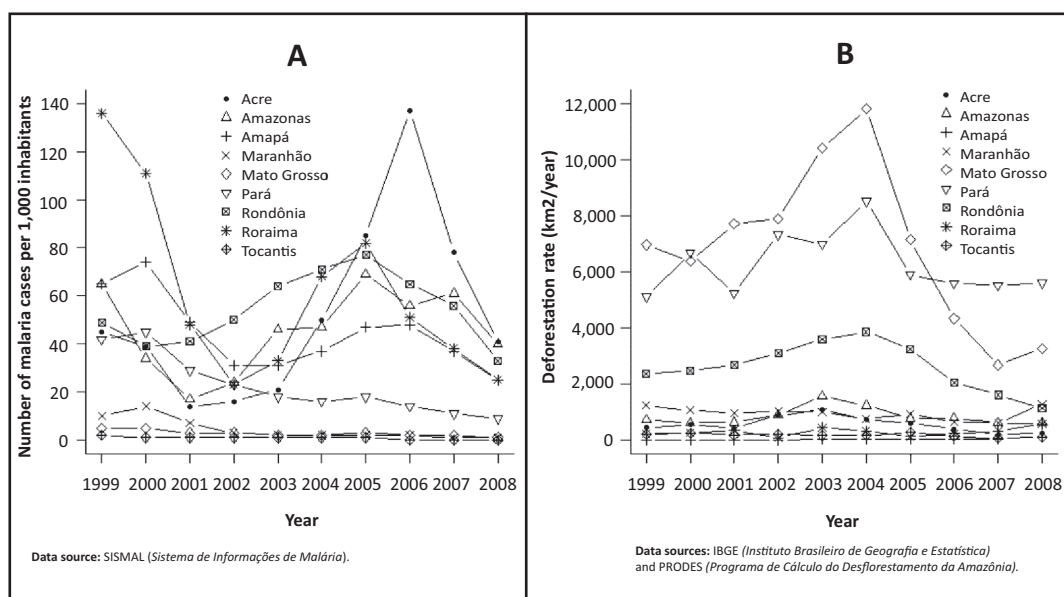 A
Number of malaria cases per 1,000 inhabitants
140
120
100
80
60
40
20
0
Acre
Amazonas
Amapá
Maranhão
Mato Grosso
Pará
Rondônia
Roraima
Tocantis
1999 2000 2001 2002 2003 2004 2005 2006 2007 2008
Year
Data source: SISMAL (Sistema de Informações de Malária).
B
Deforestation rate (km2/year)
12,000
10,000
8,000
6,000
4,000
2,000
0
Acre
Amazonas
Amapá
Maranhão
Mato Grosso
Pará
Rondônia
Roraima
Tocantis
1999 2000 2001 2002 2003 2004 2005 2006 2007 2008
Year
Data sources: IBGE (Instituto Brasileiro de Geografia e Estatística)
and PRODES (Programa de Cálculo do Desflorestamento da Amazônia).